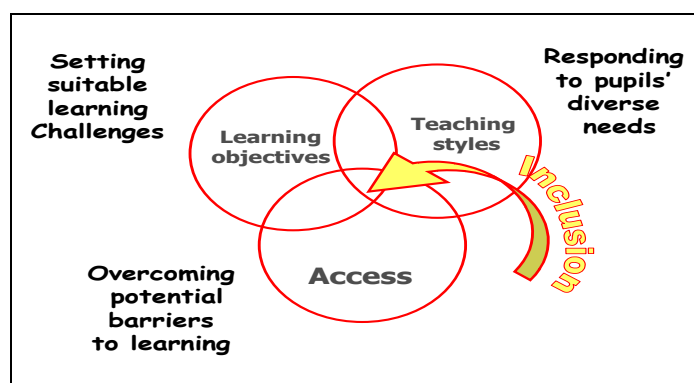 Setting
suitable
learning
Challenges
Responding
to pupils’
diverse
needs
Learning
objectives
Teaching
styles
Inclusion
Access
Overcoming
potential
barriers
to learning